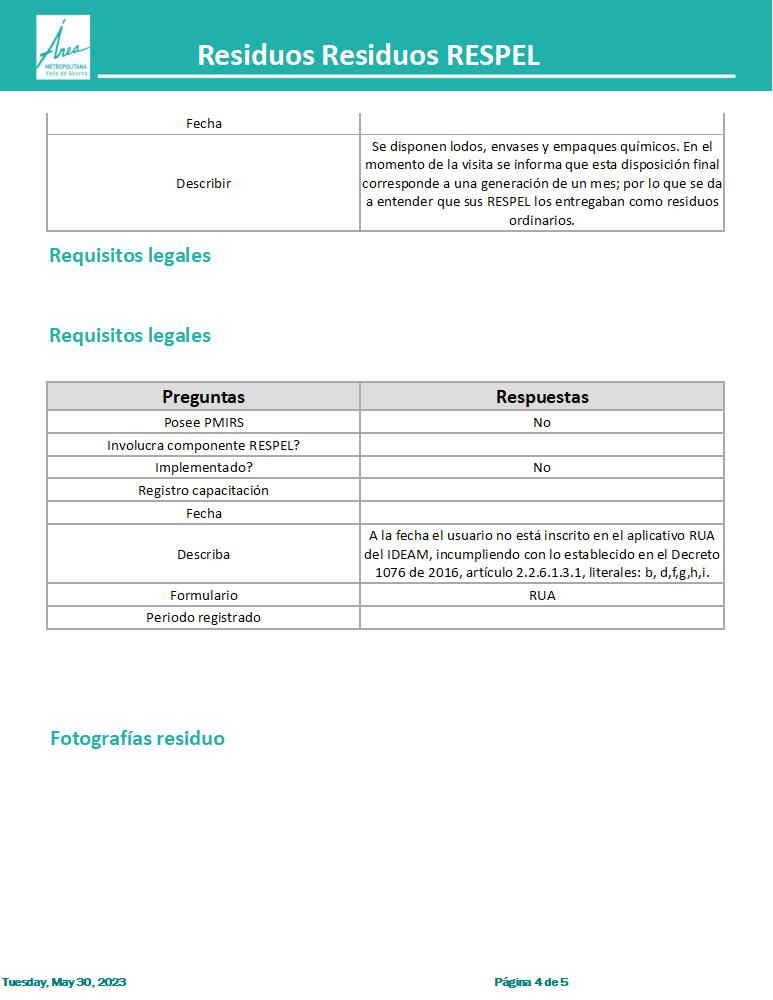 Área
METROPOLITANA
Valle de Aburrá
Residuos Residuos RESPEL
Fecha
Describir
Se disponen lodos, envases y empaques químicos. En el
momento de la visita se informa que esta disposición final
corresponde a una generación de un mes; por lo que se da
a entender que sus RESPEL los entregaban como residuos
ordinarios.
Requisitos legales
Requisitos legales
Preguntas Respuestas
Posee PMIRS No
Involucra componente RESPEL?
Implementado? No
Registro capacitación
Fecha
Describa
A la fecha el usuario no está inscrito en el aplicativo RUA
del IDEAM, incumpliendo con lo establecido en el Decreto
1076 de 2016, artículo 2.2.6.1.3.1, literales: b, d,f,g,h,i.
Formulario RUA
Periodo registrado
Fotografías residuo
Tuesday, May 30, 2023 Página 4 de 5